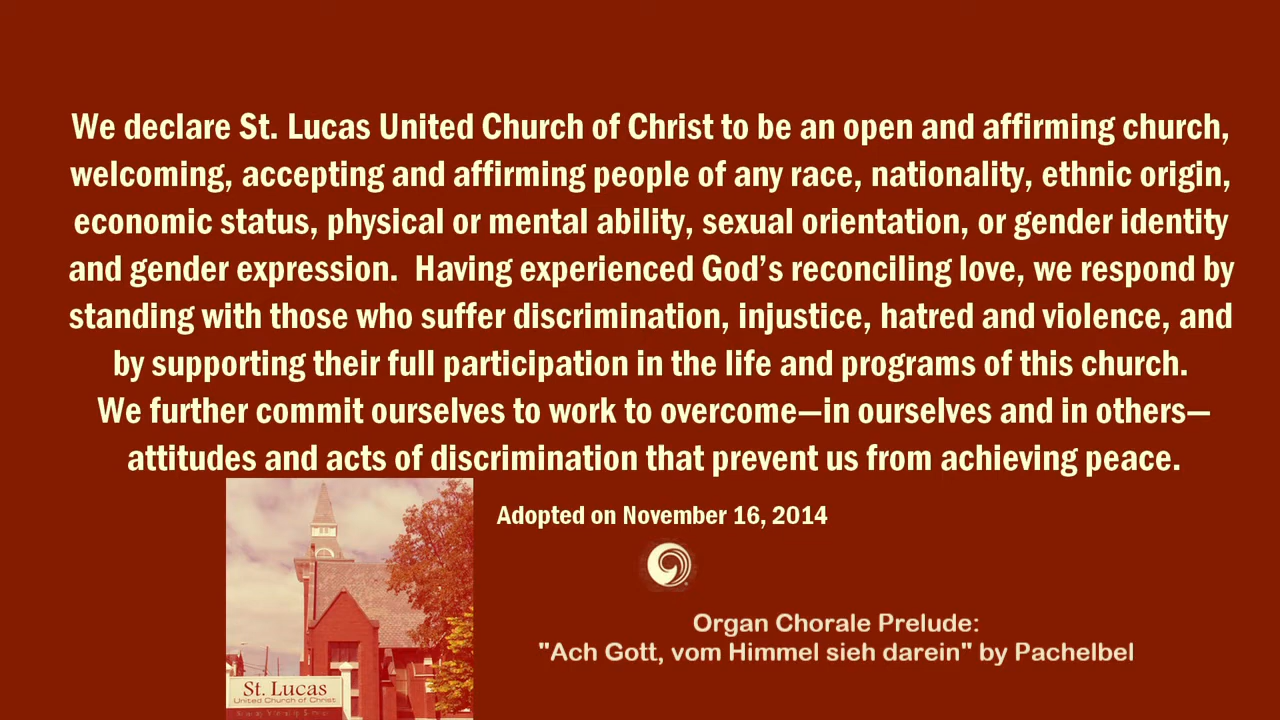 We declare St. Lucas United Church of Christ to be an open and affirming church,
welcoming, accepting and affirming people of any race, nationality, ethnic origin,
economic status, physical or mental ability, sexual orientation, or gender identity
and gender expression.  Having experienced God’s reconciling love, we respond by
standing with those who suffer discrimination, injustice, hatred and violence, and
by supporting their full participation in the life and programs of this church.
We further commit ourselves to work to overcome—in ourselves and in others—
attitudes and acts of discrimination that prevent us from achieving peace.
Adopted on November 16, 2014
Organ Chorale Prelude:
"Ach Gott, vom Himmel sieh darein" by Pachelbel
St. Lucas
United Church of Christ